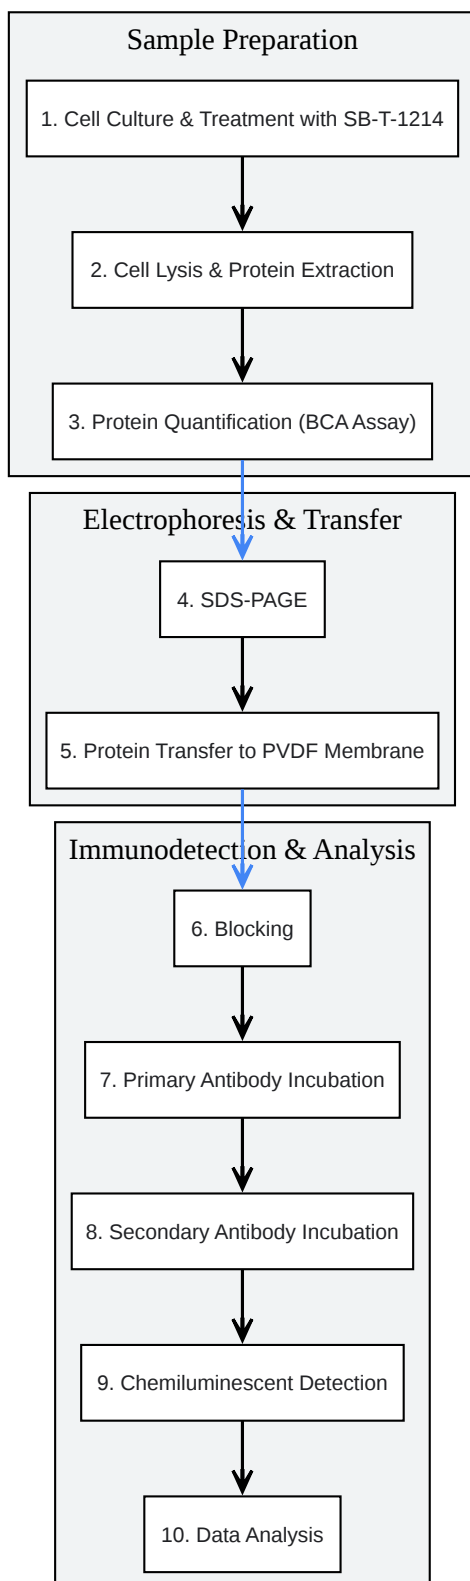 Sample Preparation
1. Cell Culture & Treatment with SB-T-1214
2. Cell Lysis & Protein Extraction
3. Protein Quantification (BCA Assay)
Electrophoresis & Transfer
4. SDS-PAGE
5. Protein Transfer to PVDF Membrane
Immunodetection & Analysis
6. Blocking
7. Primary Antibody Incubation
8. Secondary Antibody Incubation
9. Chemiluminescent Detection
10. Data Analysis